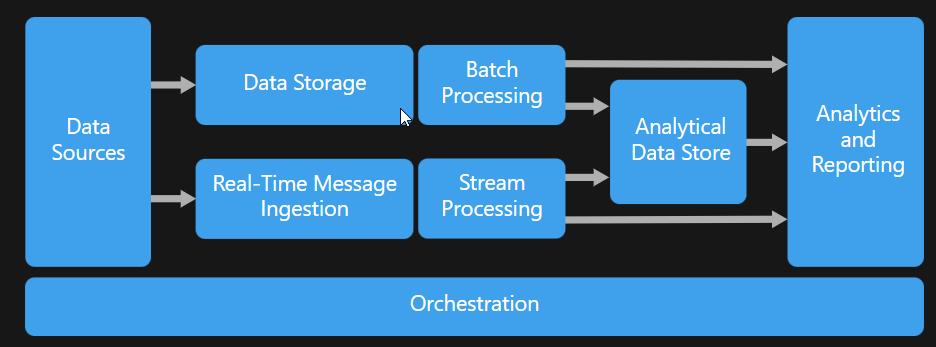 Data
Sources
Data Storage
Batch
Processing
Real-Time Message
Ingestion
Stream
Processing
Analytical
Data Store
Analytics
and
Reporting
Orchestration